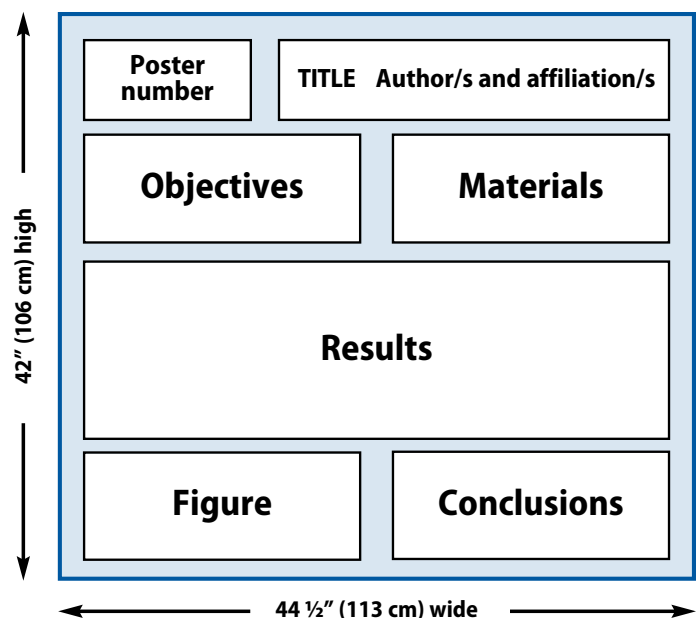 Poster
number
TITLE Author/s and affiliation/s
Objectives
Materials
42” (106 cm) high
Results
Figure
Conclusions
44 ½” (113 cm) wide